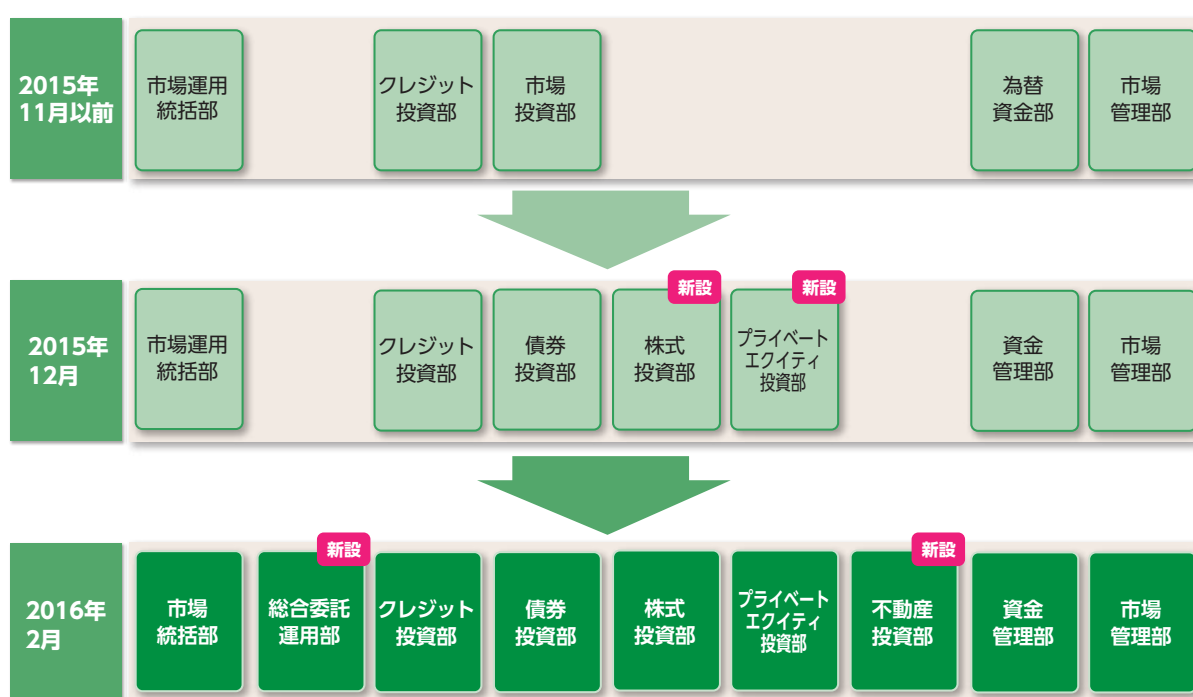 2015年
11月以前
市場運用
統括部
クレジット
投資部
市場
投資部
為替
資金部
市場
管理部
2015年
12月
市場運用
統括部
クレジット
投資部
債券
投資部
新設
株式
投資部
新設
プライベート
エクイティ
投資部
資金
管理部
市場
管理部
2016年
2月
市場
統括部
新設
総合委託
運用部
クレジット
投資部
債券
投資部
株式
投資部
プライベート
エクイティ
投資部
新設
不動産
投資部
資金
管理部
市場
管理部